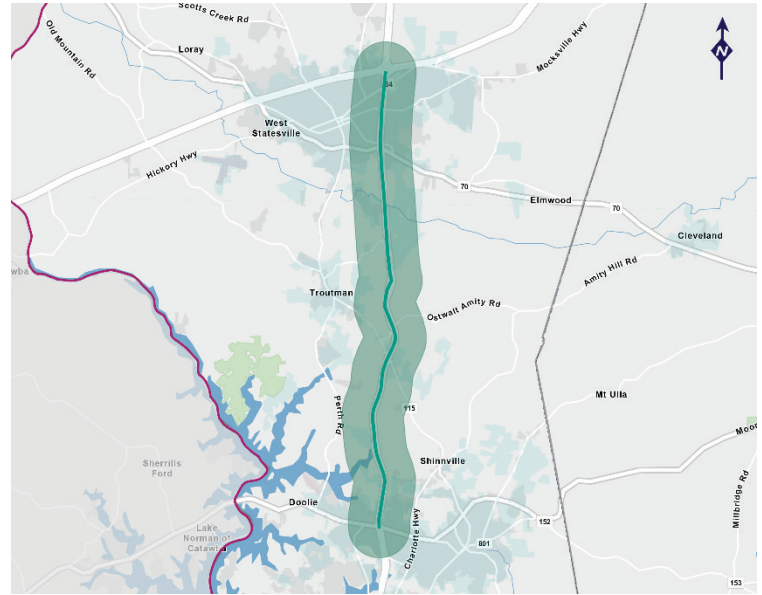 Scotts Creek Rd
Old Mountain Rd
Loray
Mocksville Hwy
N
64
West
Statesville
Hickory Hwy
70
Elmwood
70
Cleveland
Amity Hill Rd
Troutman
Ostwalt Amity Rd
Perth Rd
115
Mt Ulla
Moor
Sherrills
Ford
Shinnville
Doolie
Lake
Norman of
Catawba
Charlotte Hwy
801
152
Millbridge Rd
153